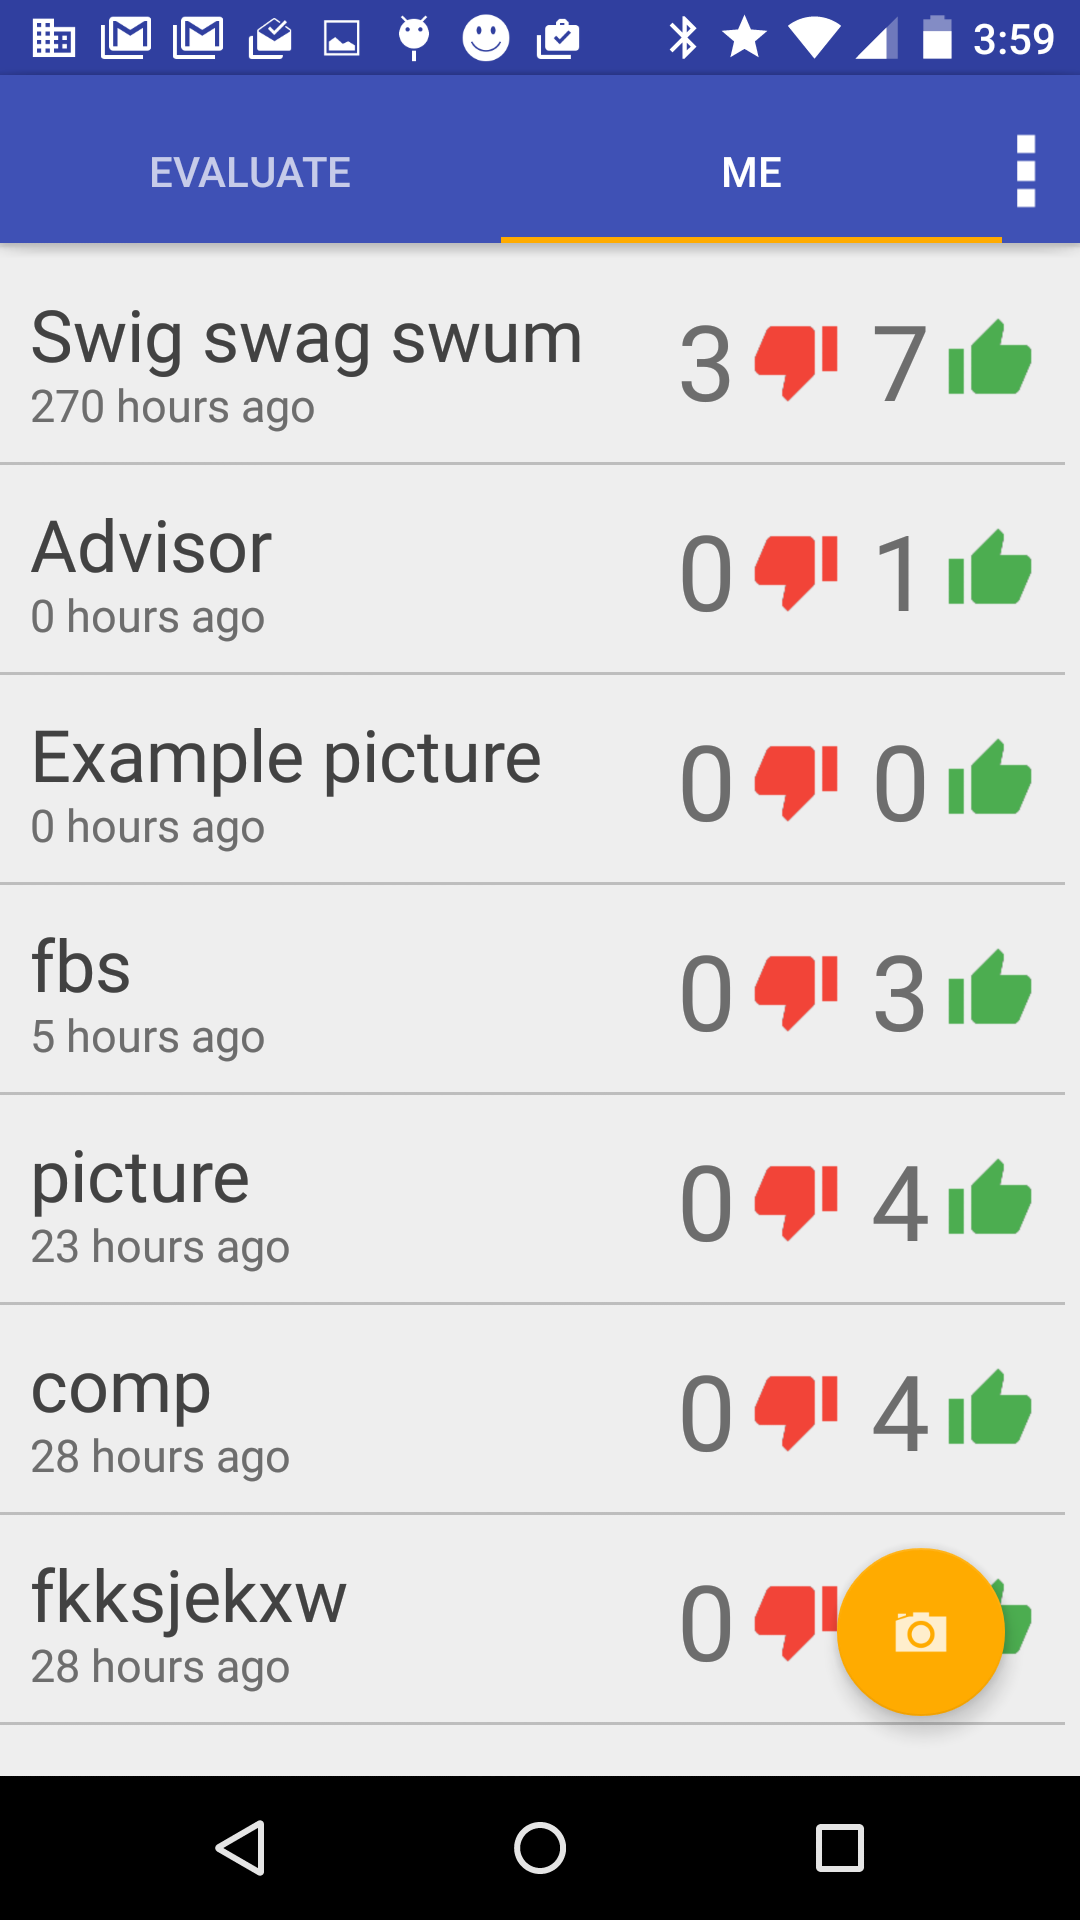 3:59
EVALUATE ME
Swig swag swum
270 hours ago
3 7
Advisor
0 hours ago
0 1
Example picture
0 hours ago
0 0
fbs
5 hours ago
0 3
picture
23 hours ago
0 4
comp
28 hours ago
0 4
fkksjekxw
28 hours ago
0